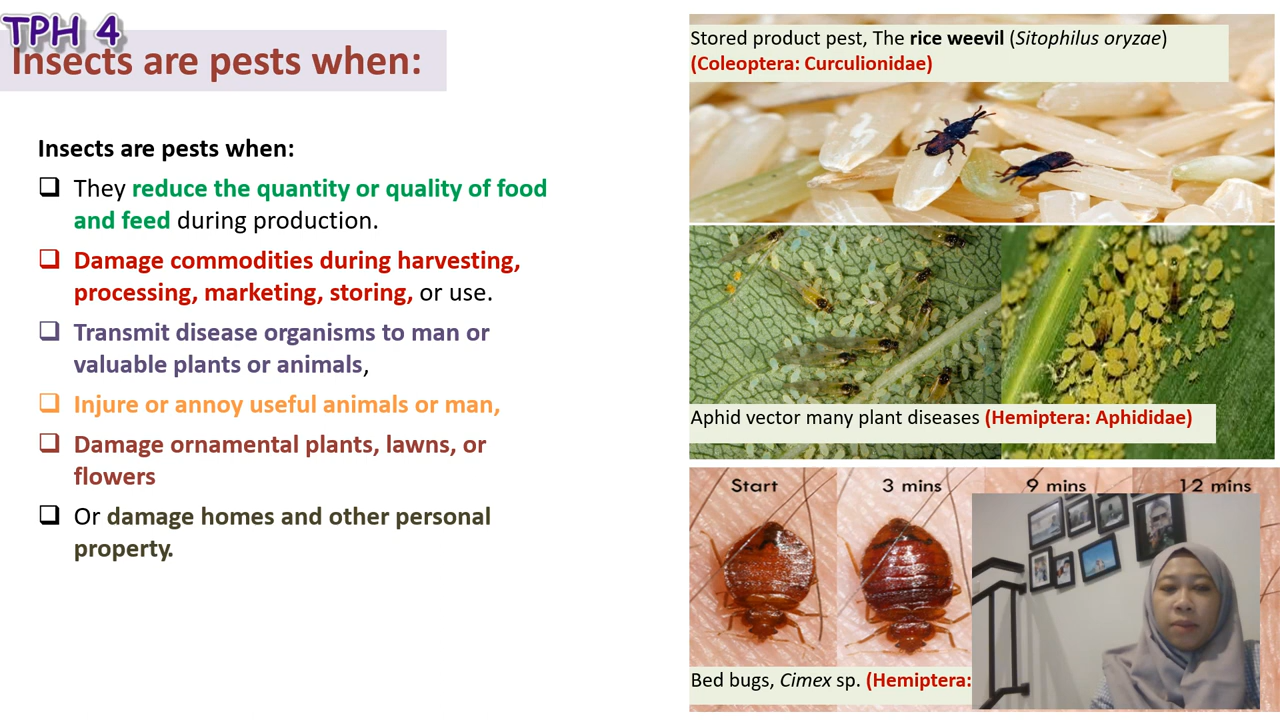 TPH 4
Insects are pests when:
Insects are pests when:
They reduce the quantity or quality of food
and feed during production.
Damage commodities during harvesting,
processing, marketing, storing, or use.
Transmit disease organisms to man or
valuable plants or animals,
Injure or annoy useful animals or man,
Damage ornamental plants, lawns, or
flowers
Or damage homes and other personal
property.
Stored product pest, The rice weevil (Sitophilus oryzae)
(Coleoptera: Curculionidae)
Aphid vector many plant diseases (Hemiptera: Aphididae)
Start 3 mins 9 mins 12 mins
Bed bugs, Cimex sp. (Hemiptera: